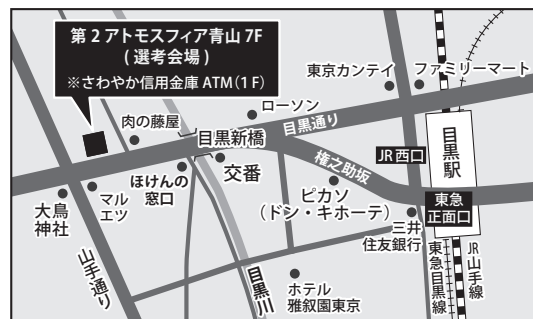 第2アトモスフィア青山 7F
(選考会場)
※さわやか信用金庫 ATM(1F)
東京カンテイ
ファミリーマート
ローソン
肉の藤屋
目黒新橋
目黒通り
JR西口
目黒駅
権之助坂
ほけんの
窓口
交番
ピカソ
(ドン・キホーテ)
東急
正面口
大鳥
神社
マル
エツ
三井
住友銀行
山手通り
目黒川
ホテル
雅叙園東京
東急目黒線
JR山手線